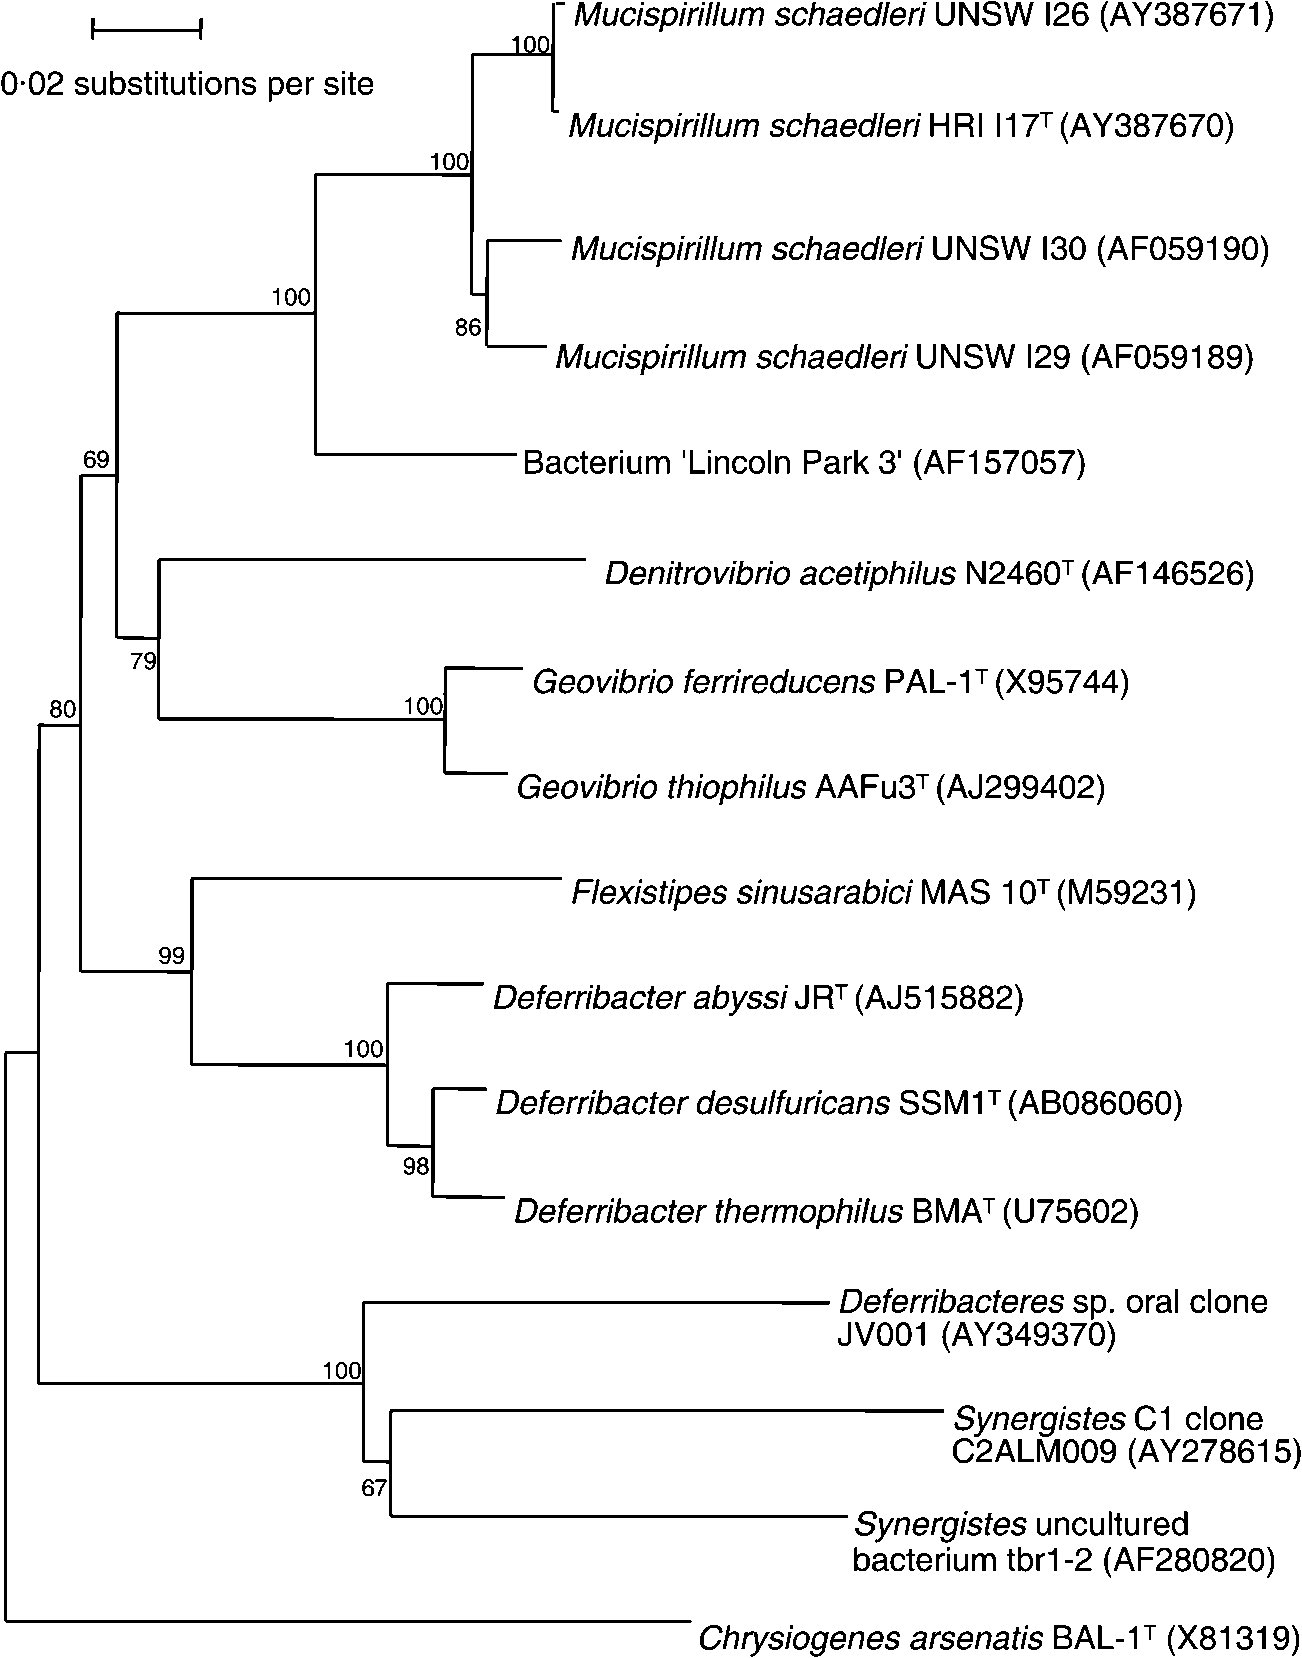 Mucispirillum schaedleri UNSW I26 (AY387671)
100
0·02 substitutions per site
Mucispirillum schaedleri HRI I17ᵀ (AY387670)
100
Mucispirillum schaedleri UNSW I30 (AF059190)
100
86
Mucispirillum schaedleri UNSW I29 (AF059189)
69
Bacterium 'Lincoln Park 3' (AF157057)
Denitrovibrio acetiphilus N2460ᵀ (AF146526)
79
Geovibrio ferrireducens PAL-1ᵀ (X95744)
80
100
Geovibrio thiophilus AAFu3ᵀ (AJ299402)
Flexistipes sinusarabici MAS 10ᵀ (M59231)
99
Deferribacter abyssi JRᵀ (AJ515882)
100
Deferribacter desulfuricans SSM1ᵀ (AB086060)
98
Deferribacter thermophilus BMAᵀ (U75602)
Deferribacteres sp. oral clone
JV001 (AY349370)
100
Synergistes C1 clone
C2ALM009 (AY278615)
67
Synergistes uncultured
bacterium tbr1-2 (AF280820)
Chrysiogenes arsenatis BAL-1ᵀ (X81319)